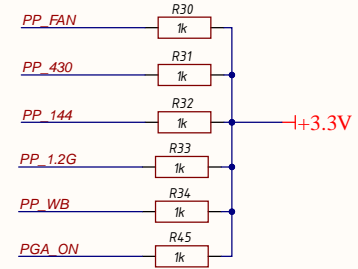 R30
PP_FAN
1k
R31
PP_430
1k
R32
PP_144
1k
+3.3V
R33
PP_1.2G
1k
R34
PP_WB
1k
R45
PGA_ON
1k